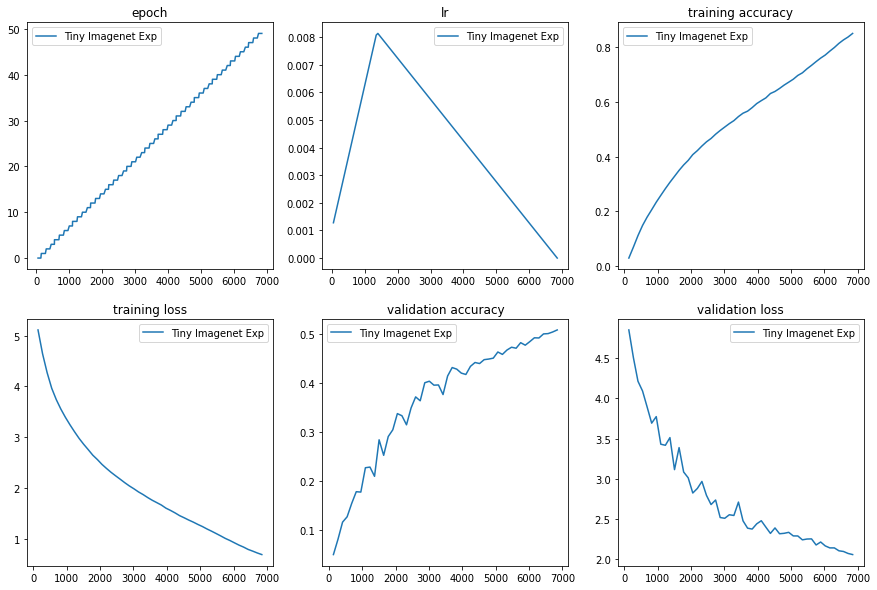 epoch
Tiny Imagenet Exp
50
40
30
20
10
0
0 1000 2000 3000 4000 5000 6000 7000
lr
Tiny Imagenet Exp
0.008
0.007
0.006
0.005
0.004
0.003
0.002
0.001
0.000
0 1000 2000 3000 4000 5000 6000 7000
training accuracy
Tiny Imagenet Exp
0.8
0.6
0.4
0.2
0.0
0 1000 2000 3000 4000 5000 6000 7000
training loss
Tiny Imagenet Exp
5
4
3
2
1
0 1000 2000 3000 4000 5000 6000 7000
validation accuracy
Tiny Imagenet Exp
0.5
0.4
0.3
0.2
0.1
0 1000 2000 3000 4000 5000 6000 7000
validation loss
Tiny Imagenet Exp
4.5
4.0
3.5
3.0
2.5
2.0
0 1000 2000 3000 4000 5000 6000 7000